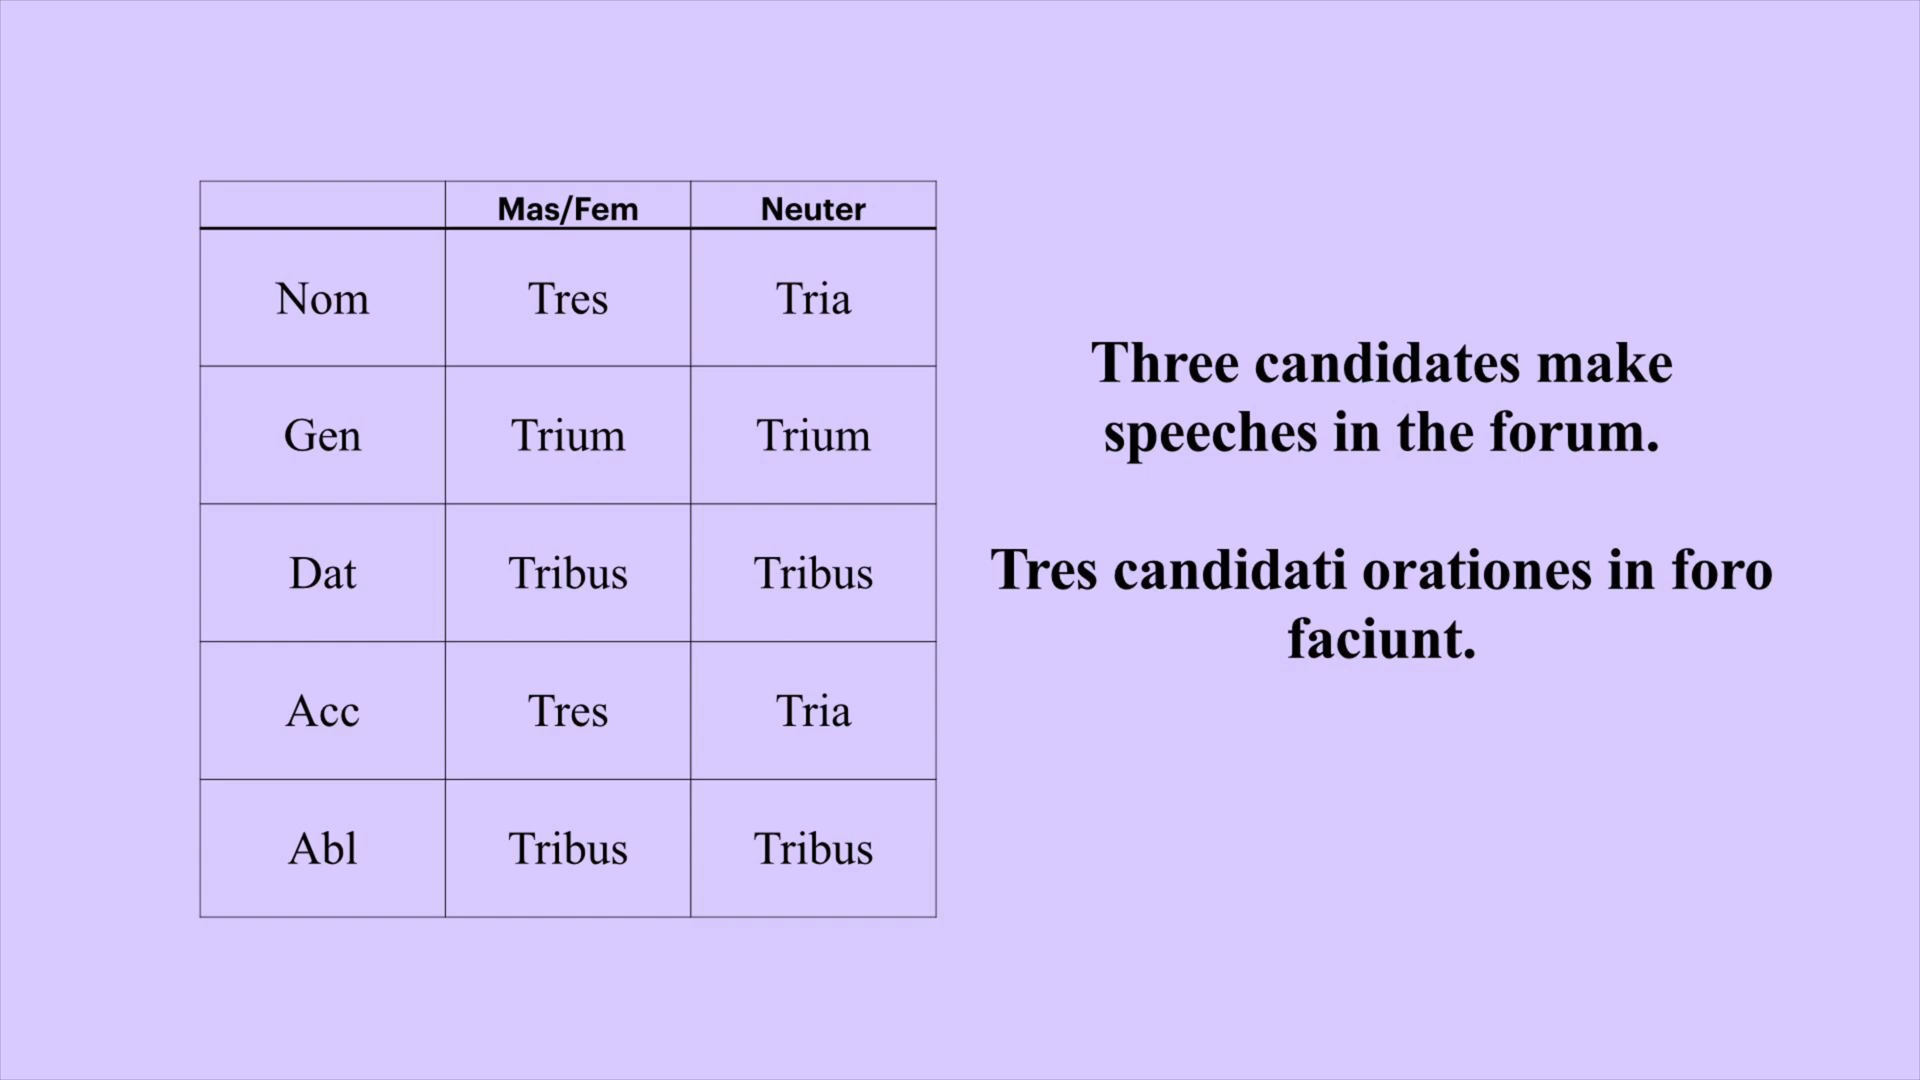 Mas/Fem Neuter
Nom Tres Tria
Gen Trium Trium
Dat Tribus Tribus
Acc Tres Tria
Abl Tribus Tribus
Three candidates make
speeches in the forum.
Tres candidati orationes in foro
faciunt.